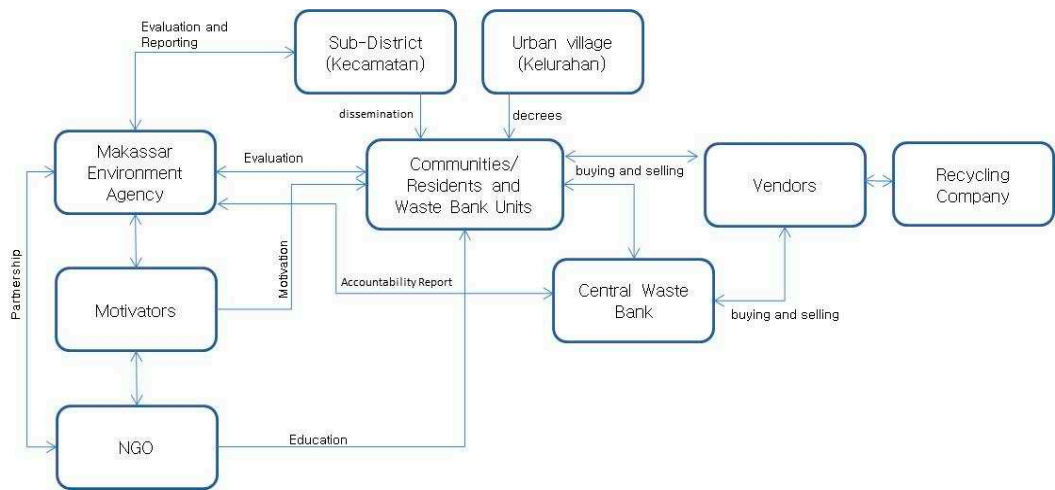 Evaluation and
Reporting
Sub-District
(Kecamatan)
Urban village
(Kelurahan)
dissemination
decrees
Makassar
Environment
Agency
Evaluation
Communities/
Residents and
Waste Bank Units
buying and selling
Vendors
Recycling
Company
Partnership
Motivation
Accountability Report
Motivators
Central Waste
Bank
buying and selling
NGO
Education